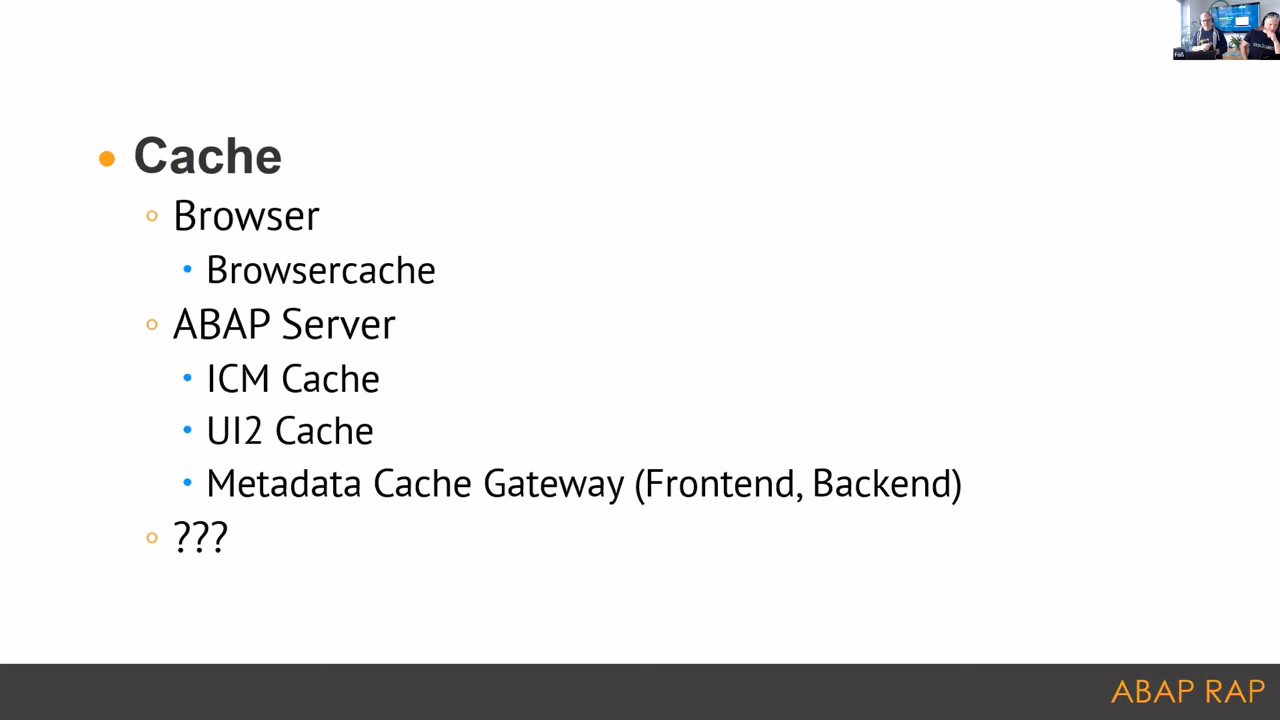 Cache
Browser
Browsercache
ABAP Server
ICM Cache
UI2 Cache
Metadata Cache Gateway (Frontend, Backend)
???
ABAP RAP